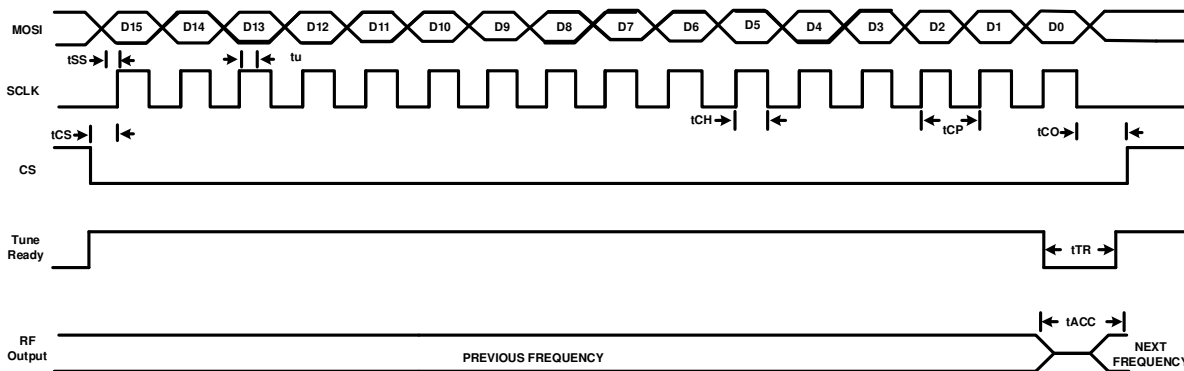 MOSI
D15 D14 D13 D12 D11 D10 D9 D8 D7 D6 D5 D4 D3 D2 D1 D0
tSS
tu
SCLK
tCH
tCP
tCS
tCO
CS
Tune
Ready
tTR
tACC
RF
Output
PREVIOUS FREQUENCY
NEXT
FREQUENCY